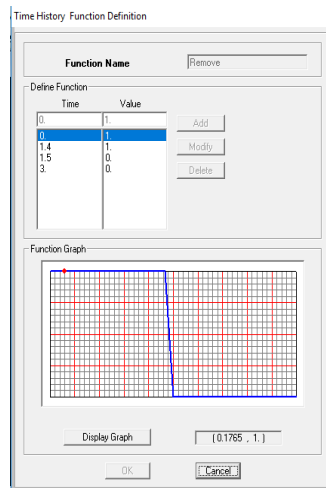 Time History Function Definition
Function Name Remove
Define Function
Time Value
0. 1.
Add
0. 1.
1.4 1.
Modify
1.5 0.
3. 0.
Delete
Function Graph
Display Graph ( 0.1765 , 1. )
OK Cancel